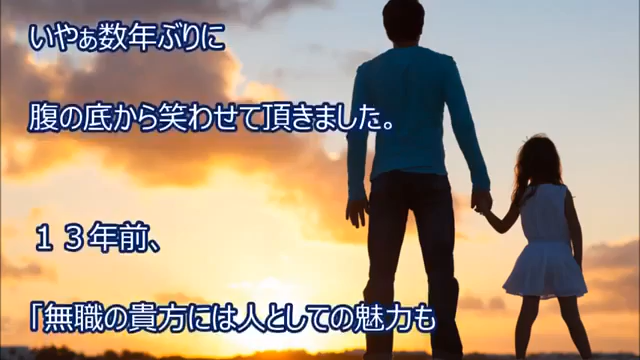 いやぁ数年ぶりに
腹の底から笑わせて頂きました。
１３年前、
「無職の貴方には人としての魅力も